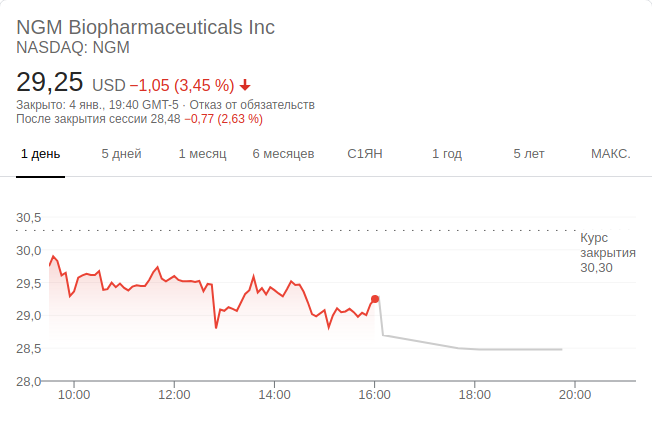 NGM Biopharmaceuticals Inc
NASDAQ: NGM
29,25 USD −1,05 (3,45 %)
Закрыто: 4 янв., 19:40 GMT-5 · Отказ от обязательств
После закрытия сессии 28,48 −0,77 (2,63 %)
1 день 5 дней 1 месяц 6 месяцев С1ЯН 1 год 5 лет МАКС.
30,5
Курс
закрытия
30,30
30,0
29,5
29,0
28,5
28,0
10:00 12:00 14:00 16:00 18:00 20:00